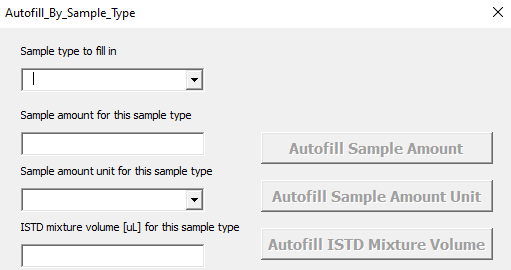 Autofill_By_Sample_Type
Sample type to fill in
Sample amount for this sample type
Autofill Sample Amount
Sample amount unit for this sample type
Autofill Sample Amount Unit
ISTD mixture volume [uL] for this sample type
Autofill ISTD Mixture Volume